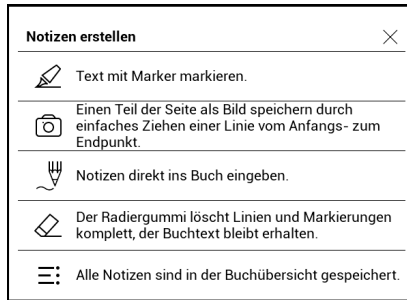 Notizen erstellen
Text mit Marker markieren.
Einen Teil der Seite als Bild speichern durch
einfaches Ziehen einer Linie vom Anfangs- zum
Endpunkt.
Notizen direkt ins Buch eingeben.
Der Radiergummi löscht Linien und Markierungen
komplett, der Buchtext bleibt erhalten.
Alle Notizen sind in der Buchübersicht gespeichert.